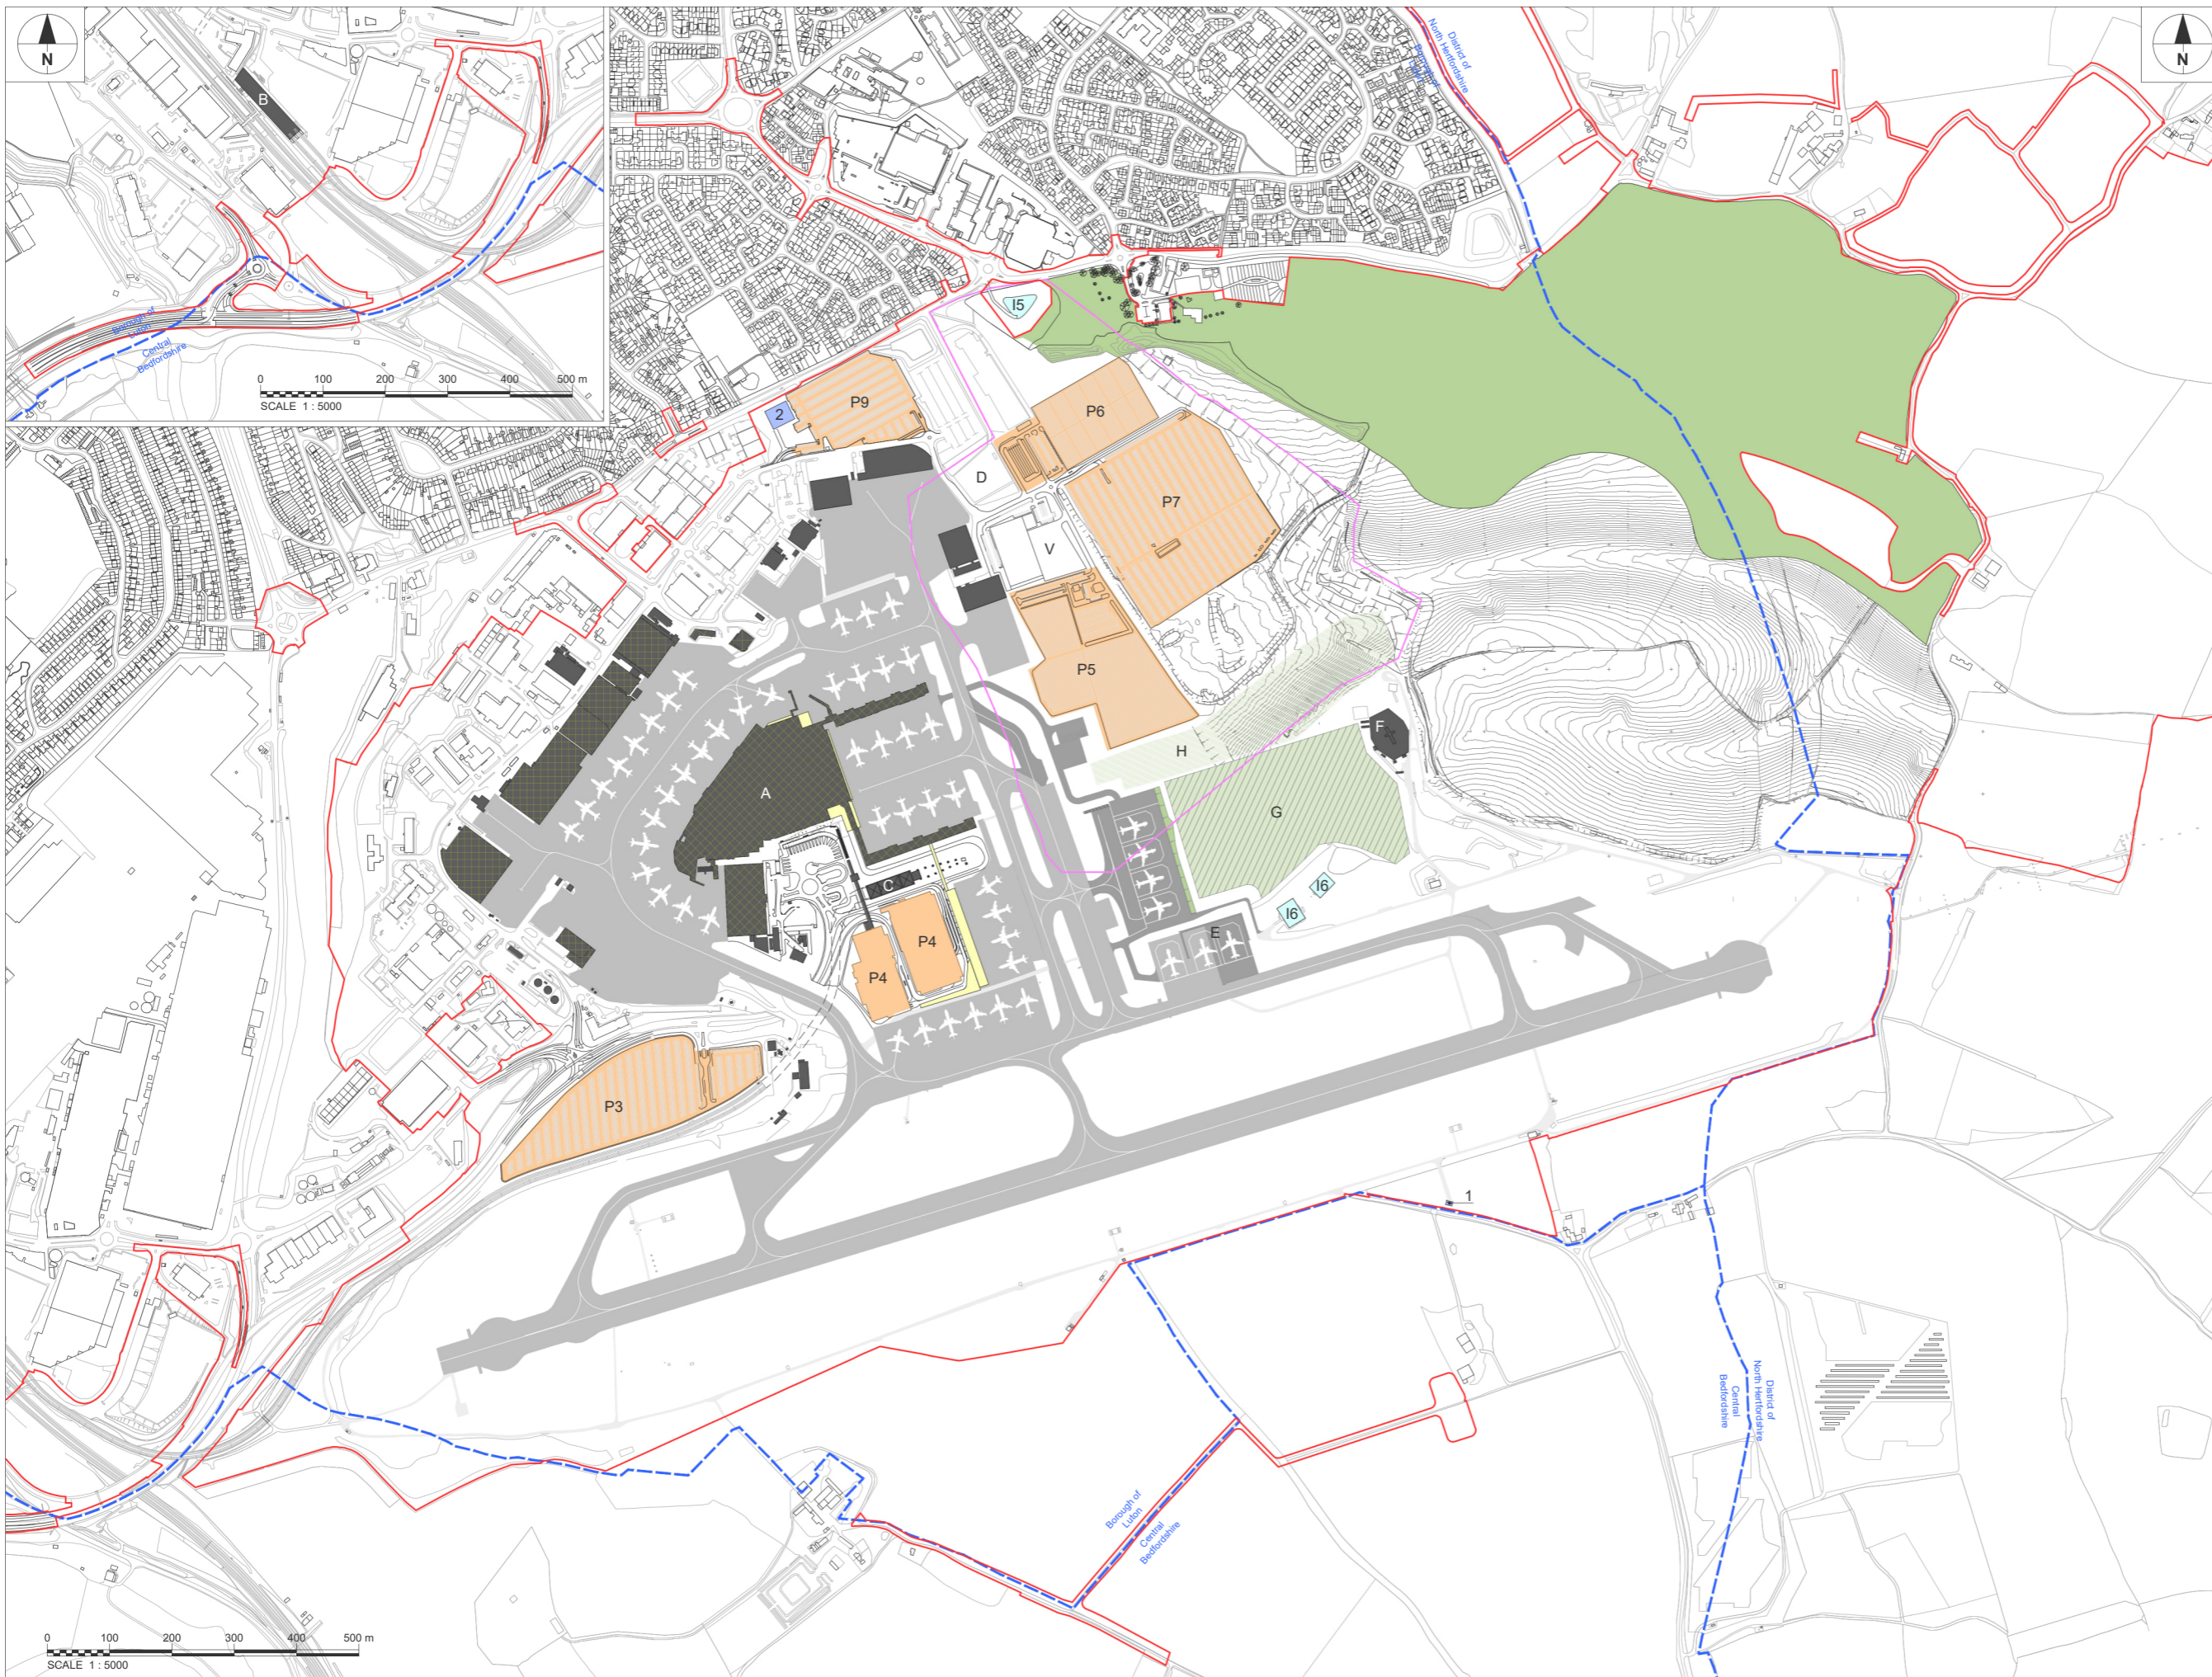 N
B
Borough of
Luton
Central
Bedfordshire
0 100 200 300 400 500 m
SCALE 1 : 5000
N
District of
North Hertfordshire
Borough of
I5
P9
2
P6
D
P7
V
P5
F
H
A
G
C
I6
I6
P4
E
P4
P3
1
District of
North Hertfordshire
Central
Bedfordshire
Borough of
Luton
Central
Bedfordshire
0 100 200 300 400 500 m
SCALE 1 : 5000